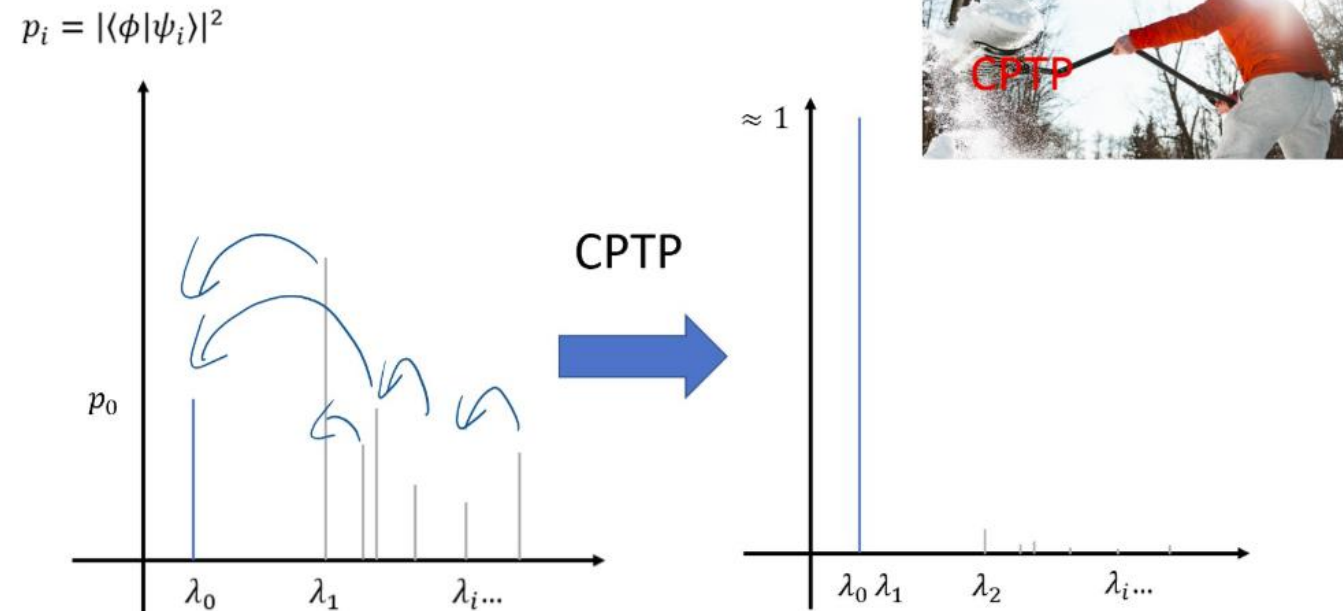 p_i = |⟨ϕ|ψ_i⟩|²
CPTP
≈ 1
CPTP
p_0
λ_0 λ_1 λ_i...
λ_0 λ_1 λ_2 λ_i...